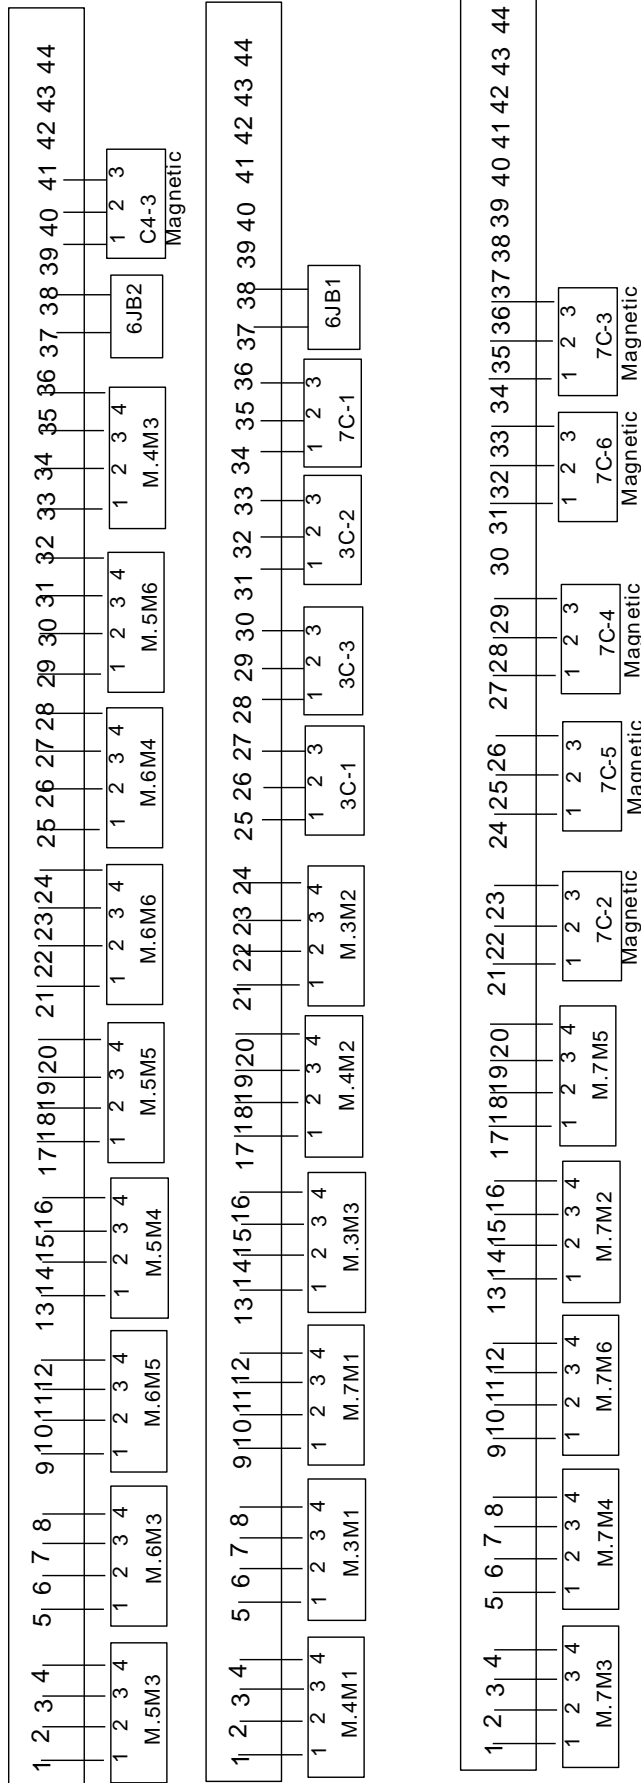 1 2 3 4 5 6 7 8 9 10 11 12 13 14 15 16 17 18 19 20 21 22 23 24 25 26 27 28 29 30 31 32 33 34 35 36 37 38 39 40 41 42 43 44
1 2 3 4 1 2 3 4 1 2 3 4 1 2 3 4 1 2 3 4 1 2 3 4 1 2 3 4 1 2 3 4 1 2 3 4 1 2 3
M.5M3 M.6M3 M.6M5 M.5M4 M.5M5 M.6M6 M.6M4 M.5M6 M.4M3 6JB2 C4-3
Magnetic
1 2 3 4 5 6 7 8 9 10 11 12 13 14 15 16 17 18 19 20 21 22 23 24 25 26 27 28 29 30 31 32 33 34 35 36 37 38 39 40 41 42 43 44
1 2 3 4 1 2 3 4 1 2 3 4 1 2 3 4 1 2 3 4 1 2 3 4 1 2 3 1 2 3 1 2 3 1 2 3
M.4M1 M.3M1 M.7M1 M.3M3 M.4M2 M.3M2 3C-1 3C-3 3C-2 7C-1 6JB1
1 2 3 4 5 6 7 8 9 10 11 12 13 14 15 16 17 18 19 20 21 22 23 24 25 26 27 28 29 30 31 32 33 34 35 36 37 38 39 40 41 42 43 44
1 2 3 4 1 2 3 4 1 2 3 4 1 2 3 4 1 2 3 4 1 2 3 1 2 3 1 2 3 1 2 3 1 2 3
M.7M3 M.7M4 M.7M6 M.7M2 M.7M5 7C-2 7C-5 7C-4 7C-6 7C-3
Magnetic Magnetic Magnetic Magnetic Magnetic